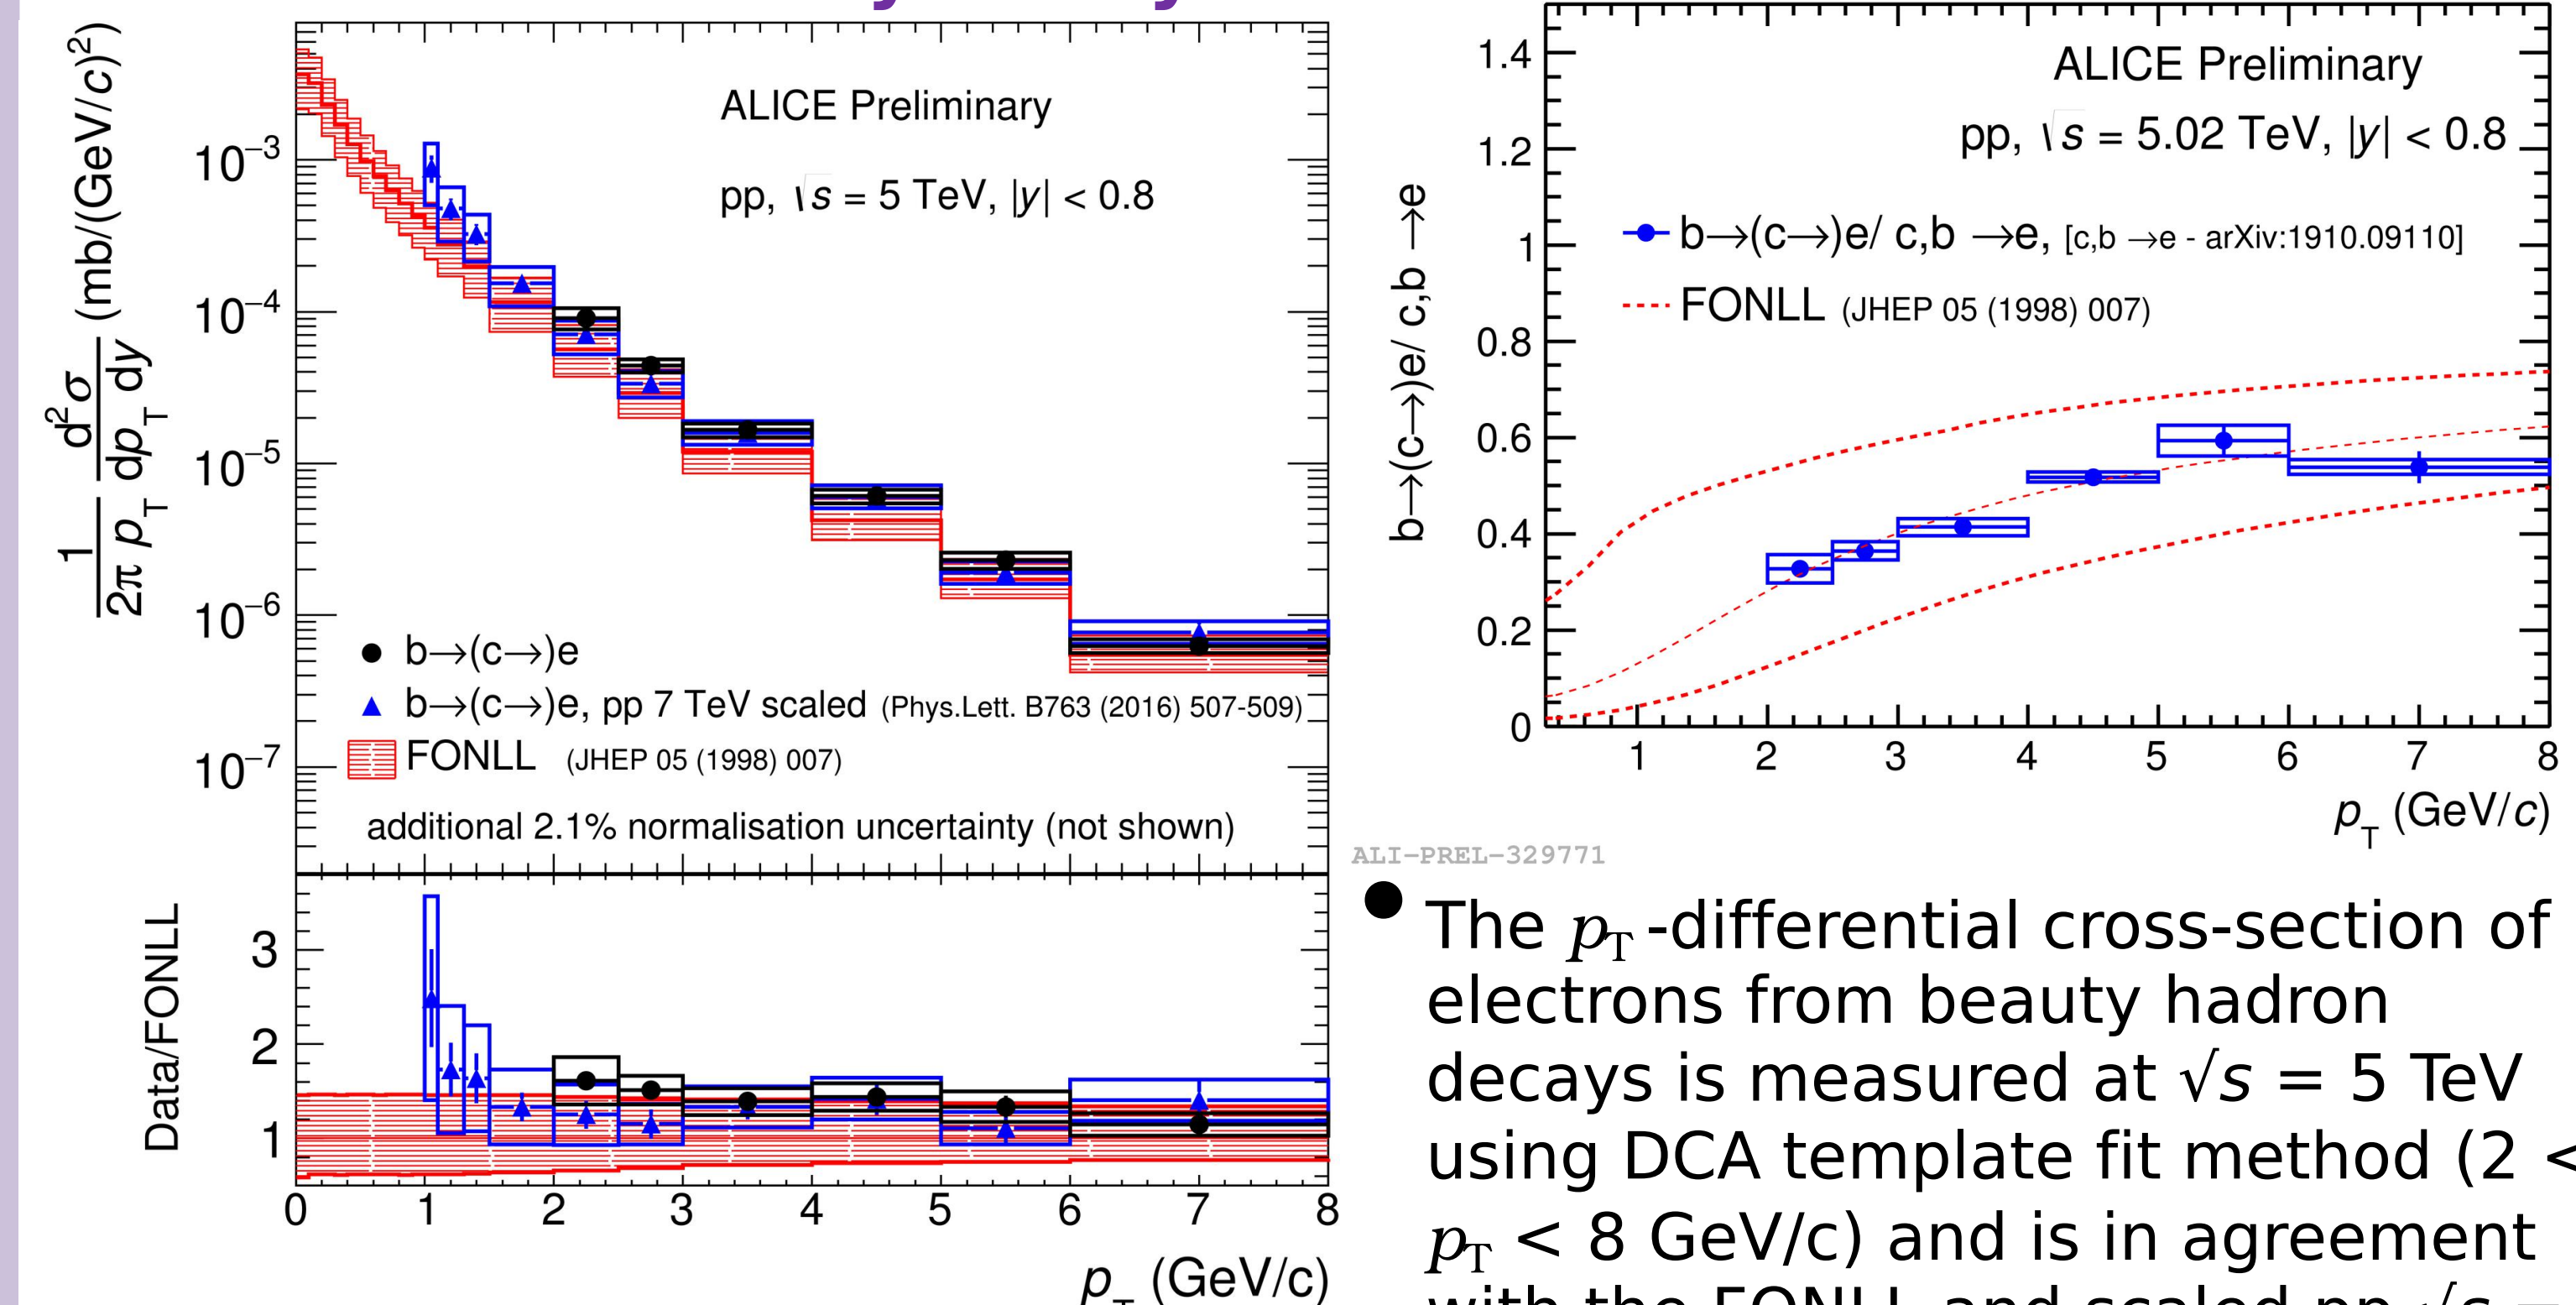 1/(2π p_T) d²σ/(dp_T dy) (mb/(GeV/c)²)
10⁻³
10⁻⁴
10⁻⁵
10⁻⁶
10⁻⁷
ALICE Preliminary
pp, √s = 5 TeV, |y| < 0.8
b→(c→)e
b→(c→)e, pp 7 TeV scaled (Phys.Lett. B763 (2016) 507-509)
FONLL (JHEP 05 (1998) 007)
additional 2.1% normalisation uncertainty (not shown)
Data/FONLL
3
2
1
0 1 2 3 4 5 6 7 8
p_T (GeV/c)
b→(c→)e/ c,b →e
1.4
1.2
1
0.8
0.6
0.4
0.2
0
ALICE Preliminary
pp, √s = 5.02 TeV, |y| < 0.8
b→(c→)e/ c,b →e, [c,b →e - arXiv:1910.09110]
FONLL (JHEP 05 (1998) 007)
1 2 3 4 5 6 7 8
p_T (GeV/c)
ALI-PREL-329771
● The p_T-differential cross-section of
electrons from beauty hadron
decays is measured at √s = 5 TeV
using DCA template fit method (2 <
p_T < 8 GeV/c) and is in agreement
with the FONLL and scaled pp √s =